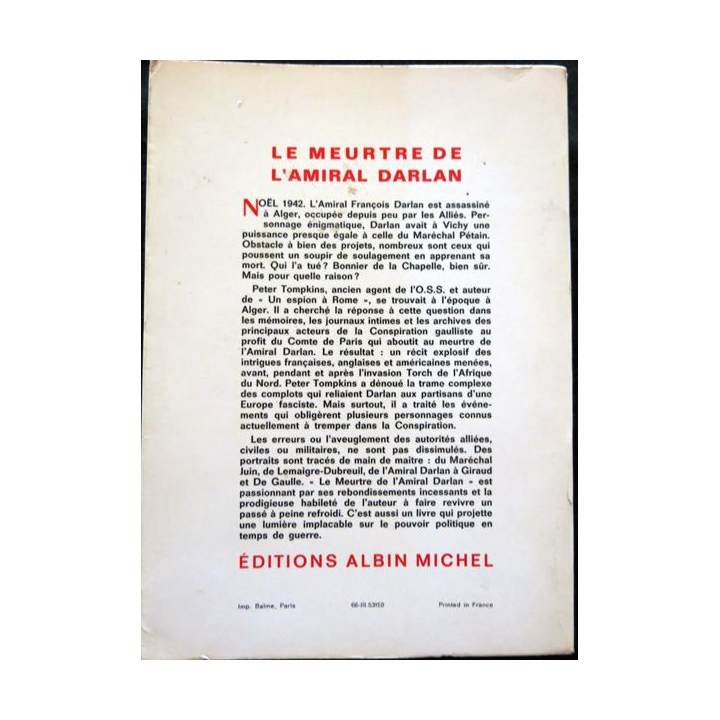 LE MEURTRE DE
L'AMIRAL DARLAN
NOËL 1942. L'Amiral François Darlan est assassiné
à Alger, occupée depuis peu par les Alliés. Per-
sonnage énigmatique, Darlan avait à Vichy une
puissance presque égale à celle du Maréchal Pétain.
Obstacle à bien des projets, nombreux sont ceux qui
poussent un soupir de soulagement en apprenant sa
mort. Qui l'a tué ? Bonnier de la Chapelle, bien sûr.
Mais pour quelle raison ?
Peter Tompkins, ancien agent de l'O.S.S. et auteur
de « Un espion à Rome », se trouvait à l'époque à
Alger. Il a cherché la réponse à cette question dans
les mémoires, les journaux intimes et les archives des
principaux acteurs de la Conspiration gaulliste au
profit du Comte de Paris qui aboutit au meurtre de
l'Amiral Darlan. Le résultat : un récit explosif des
intrigues françaises, anglaises et américaines menées,
avant, pendant et après l'invasion Torch de l'Afrique
du Nord. Peter Tompkins a dénoué la trame complexe
des complots qui reliaient Darlan aux partisans d'une
Europe fasciste. Mais surtout, il a traité les événe-
ments qui obligèrent plusieurs personnages connus
actuellement à tremper dans la Conspiration.
Les erreurs ou l'aveuglement des autorités alliées,
civiles ou militaires, ne sont pas dissimulés. Des
portraits sont tracés de main de maître : du Maréchal
Juin, de Lemaigre-Dubreuil, de l'Amiral Darlan à Giraud
et De Gaulle. « Le Meurtre de l'Amiral Darlan » est
passionnant par ses rebondissements incessants et la
prodigieuse habileté de l'auteur à faire revivre un
passé à peine refroidi. C'est aussi un livre qui projette
une lumière implacable sur le pouvoir politique en
temps de guerre.
ÉDITIONS ALBIN MICHEL
Imp. Balme, Paris 66-III.53150 Printed in France